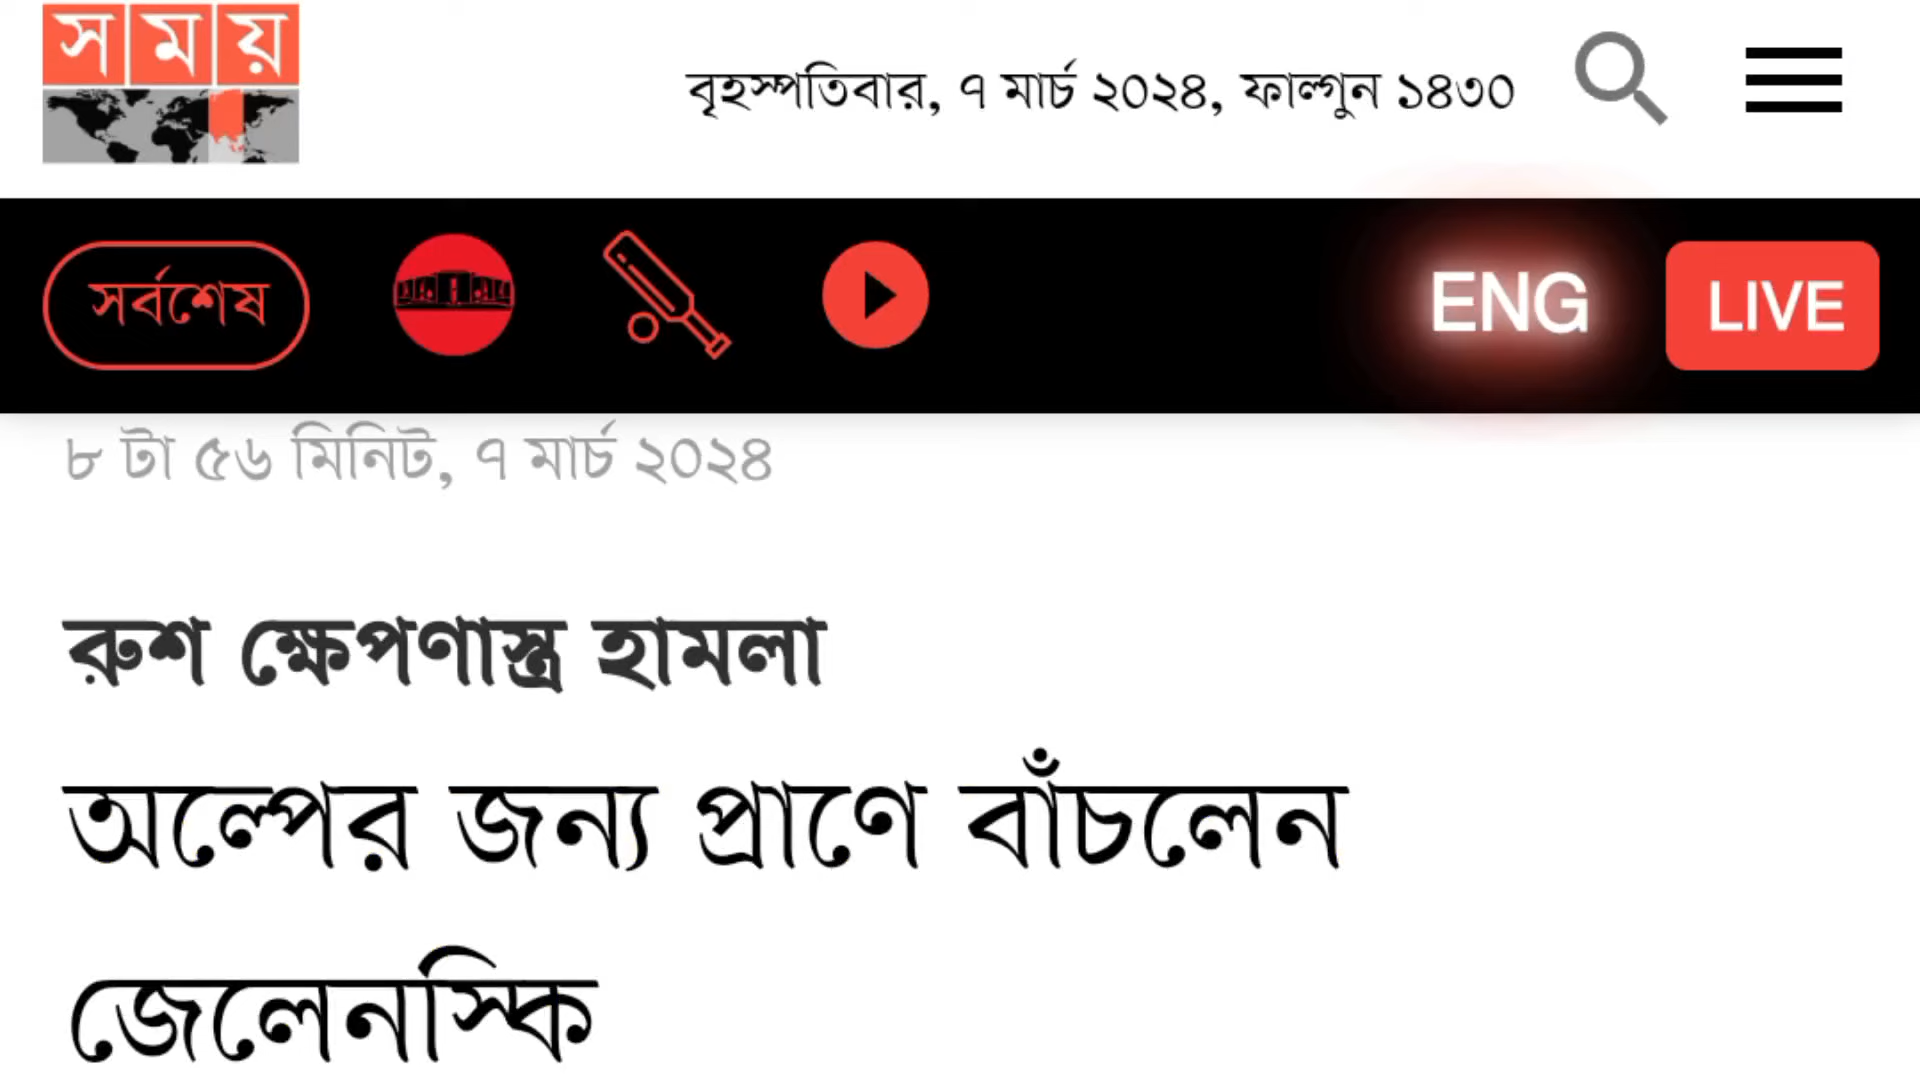 সময়
বৃহস্পতিবার, ৭ মার্চ ২০২৪, ফাল্গুন ১৪৩০
সর্বশেষ
ENG
LIVE
৮ টা ৫৬ মিনিট, ৭ মার্চ ২০২৪
রুশ ক্ষেপণাস্ত্র হামলা
অল্পের জন্য প্রাণে বাঁচলেন
জেলেনস্কি